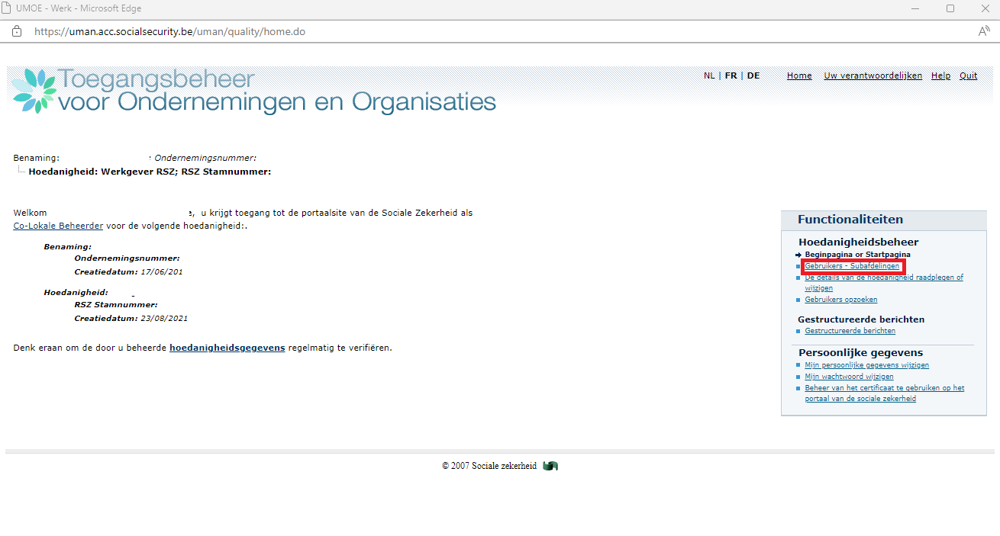 UMOE - Werk - Microsoft Edge
https://uman.acc.socialsecurity.be/uman/quality/home.do
Toegangsbeheer
voor Ondernemingen en Organisaties
NL | FR | DE Home Uw verantwoordelijken Help Quit
Benaming: : Ondernemingsnummer:
Hoedanigheid: Werkgever RSZ; RSZ Stamnummer:
Welkom , u krijgt toegang tot de portaalsite van de Sociale Zekerheid als
Co-Lokale Beheerder voor de volgende hoedanigheid:.
Benaming:
Ondernemingsnummer:
Creatiedatum: 17/06/201
Hoedanigheid:
RSZ Stamnummer:
Creatiedatum: 23/08/2021
Denk eraan om de door u beheerde hoedanigheidsgegevens regelmatig te verifiëren.
Functionaliteiten
Hoedanigheidsbeheer
Beginpagina or Startpagina
Gebruikers - Subafdelingen
De details van de hoedanigheid raadplegen of
wijzigen
Gebruikers opzoeken
Gestructureerde berichten
Gestructureerde berichten
Persoonlijke gegevens
Mijn persoonlijke gegevens wijzigen
Mijn wachtwoord wijzigen
Beheer van het certificaat te gebruiken op het
portaal van de sociale zekerheid
© 2007 Sociale zekerheid